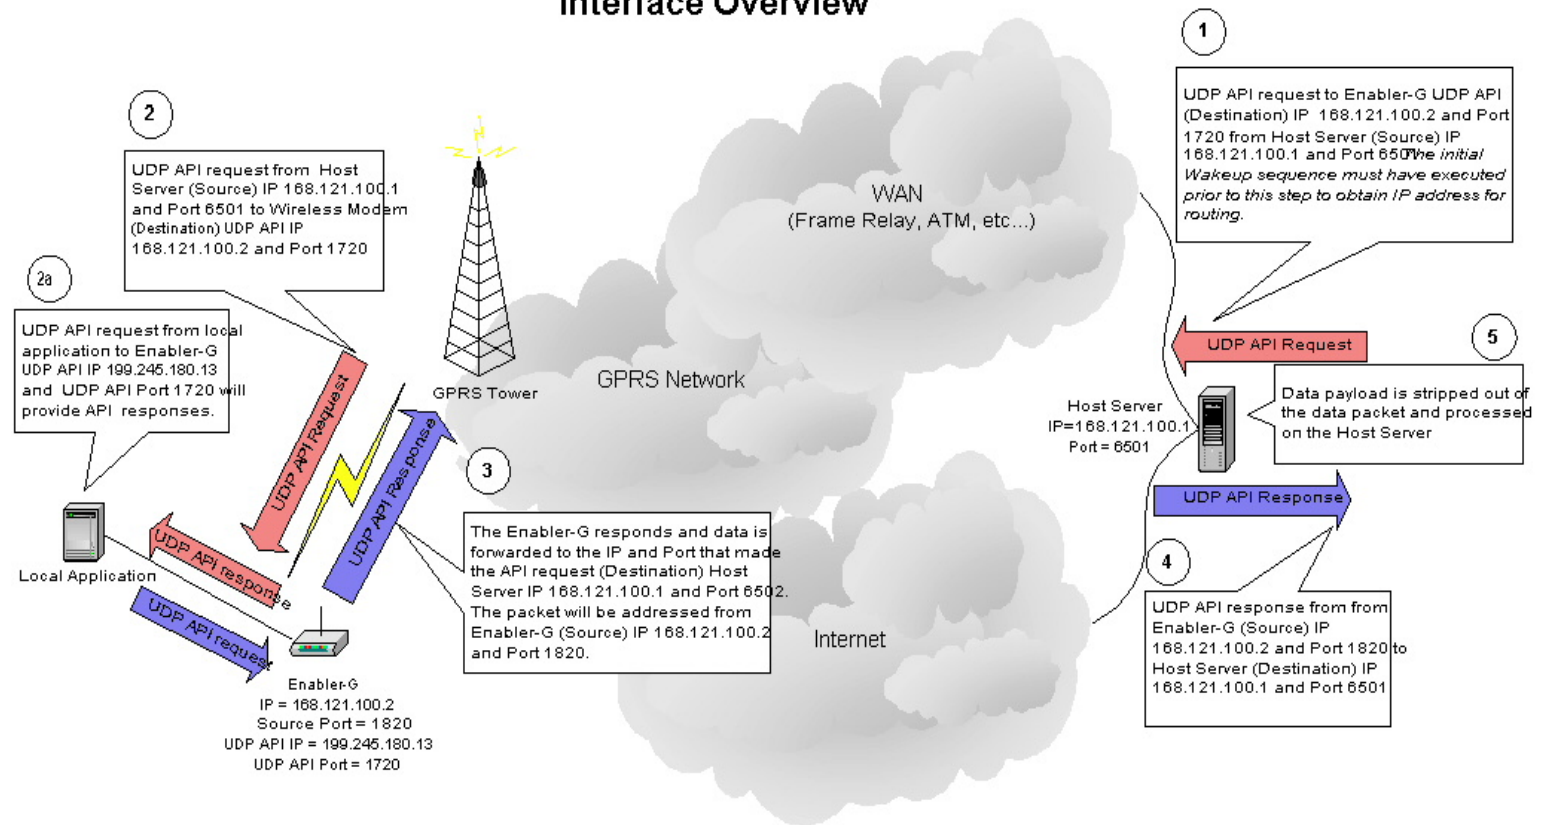 Interface Overview
1
UDP API request to Enabler-G UDP API
(Destination) IP 168.121.100.2 and Port
1720 from Host Server (Source) IP
168.121.100.1 and Port 6501
The initial
Wakeup sequence must have executed
prior to this step to obtain IP address for
routing.
2
UDP API request from Host
Server (Source) IP 168.121.100.1
and Port 6501 to Wireless Modem
(Destination) UDP API IP
168.121.100.2 and Port 1720
2a
UDP API request from local
application to Enabler-G
UDP API IP 199.245.180.13
and UDP API Port 1720 will
provide API responses.
WAN
(Frame Relay, ATM, etc...)
GPRS Network
GPRS Tower
UDP API Request
5
Data payload is stripped out of
the data packet and processed
on the Host Server
Host Server
IP=168.121.100.1
Port = 6501
UDP API Response
UDP API Request
UDP API Response
3
The Enabler-G responds and data is
forwarded to the IP and Port that made
the API request (Destination) Host
Server IP 168.121.100.1 and Port 6502.
The packet will be addressed from
Enabler-G (Source) IP 168.121.100.2
and Port 1820.
4
UDP API response from from
Enabler-G (Source) IP
168.121.100.2 and Port 1820 to
Host Server (Destination) IP
168.121.100.1 and Port 6501
Internet
Local Application
UDP API response
UDP API request
Enabler-G
IP = 168.121.100.2
Source Port = 1820
UDP API IP = 199.245.180.13
UDP API Port = 1720